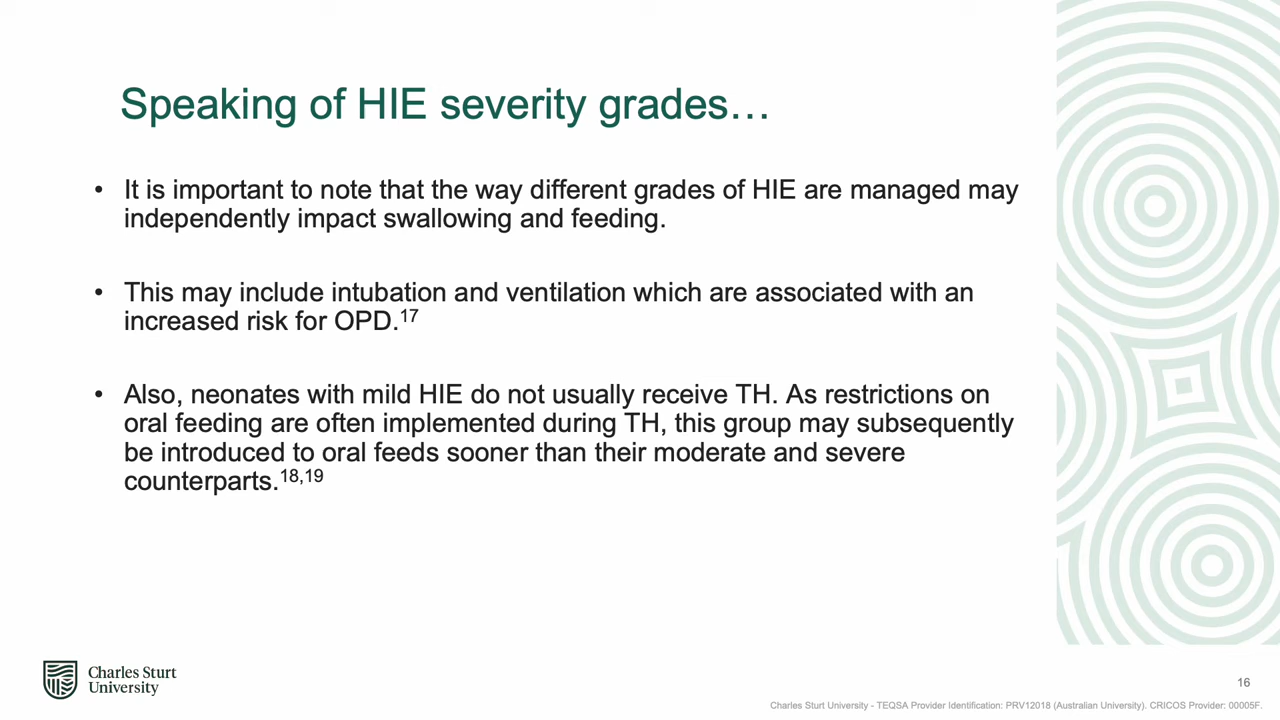 Speaking of HIE severity grades…
• It is important to note that the way different grades of HIE are managed may
independently impact swallowing and feeding.
• This may include intubation and ventilation which are associated with an
increased risk for OPD.17
• Also, neonates with mild HIE do not usually receive TH. As restrictions on
oral feeding are often implemented during TH, this group may subsequently
be introduced to oral feeds sooner than their moderate and severe
counterparts.18,19
Charles Sturt
University
16
Charles Sturt University - TEQSA Provider Identification: PRV12018 (Australian University). CRICOS Provider: 00005F.